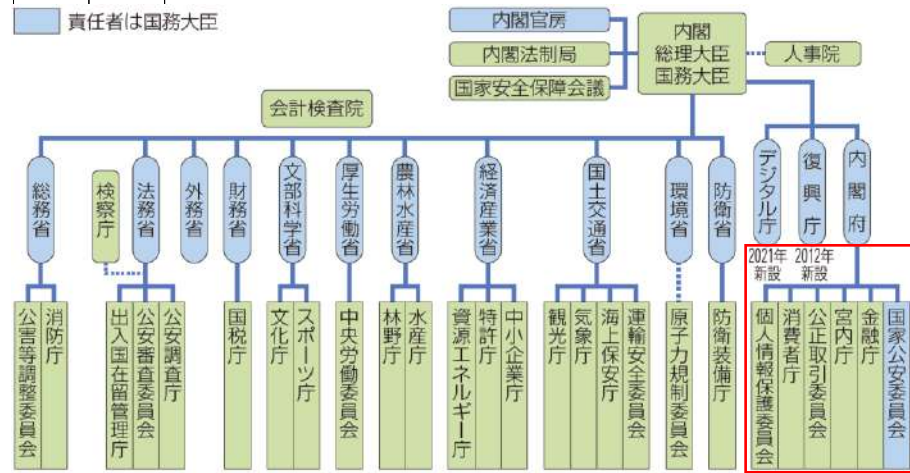 責任者は国務大臣
内閣官房
内閣法制局
国家安全保障会議
内閣
総理大臣
国務大臣
人事院
会計検査院
総務省
検察庁
法務省
外務省
財務省
文部科学省
厚生労働省
農林水産省
経済産業省
国土交通省
環境省
防衛省
デジタル庁
復興庁
内閣府
2021年
新設
2012年
新設
公害等調整委員会
消防庁
出入国在留管理庁
公安審査委員会
公安調査庁
国税庁
文化庁
スポーツ庁
中央労働委員会
林野庁
水産庁
資源エネルギー庁
特許庁
中小企業庁
観光庁
気象庁
海上保安庁
運輸安全委員会
原子力規制委員会
防衛装備庁
個人情報保護委員会
消費者庁
公正取引委員会
宮内庁
金融庁
国家公安委員会